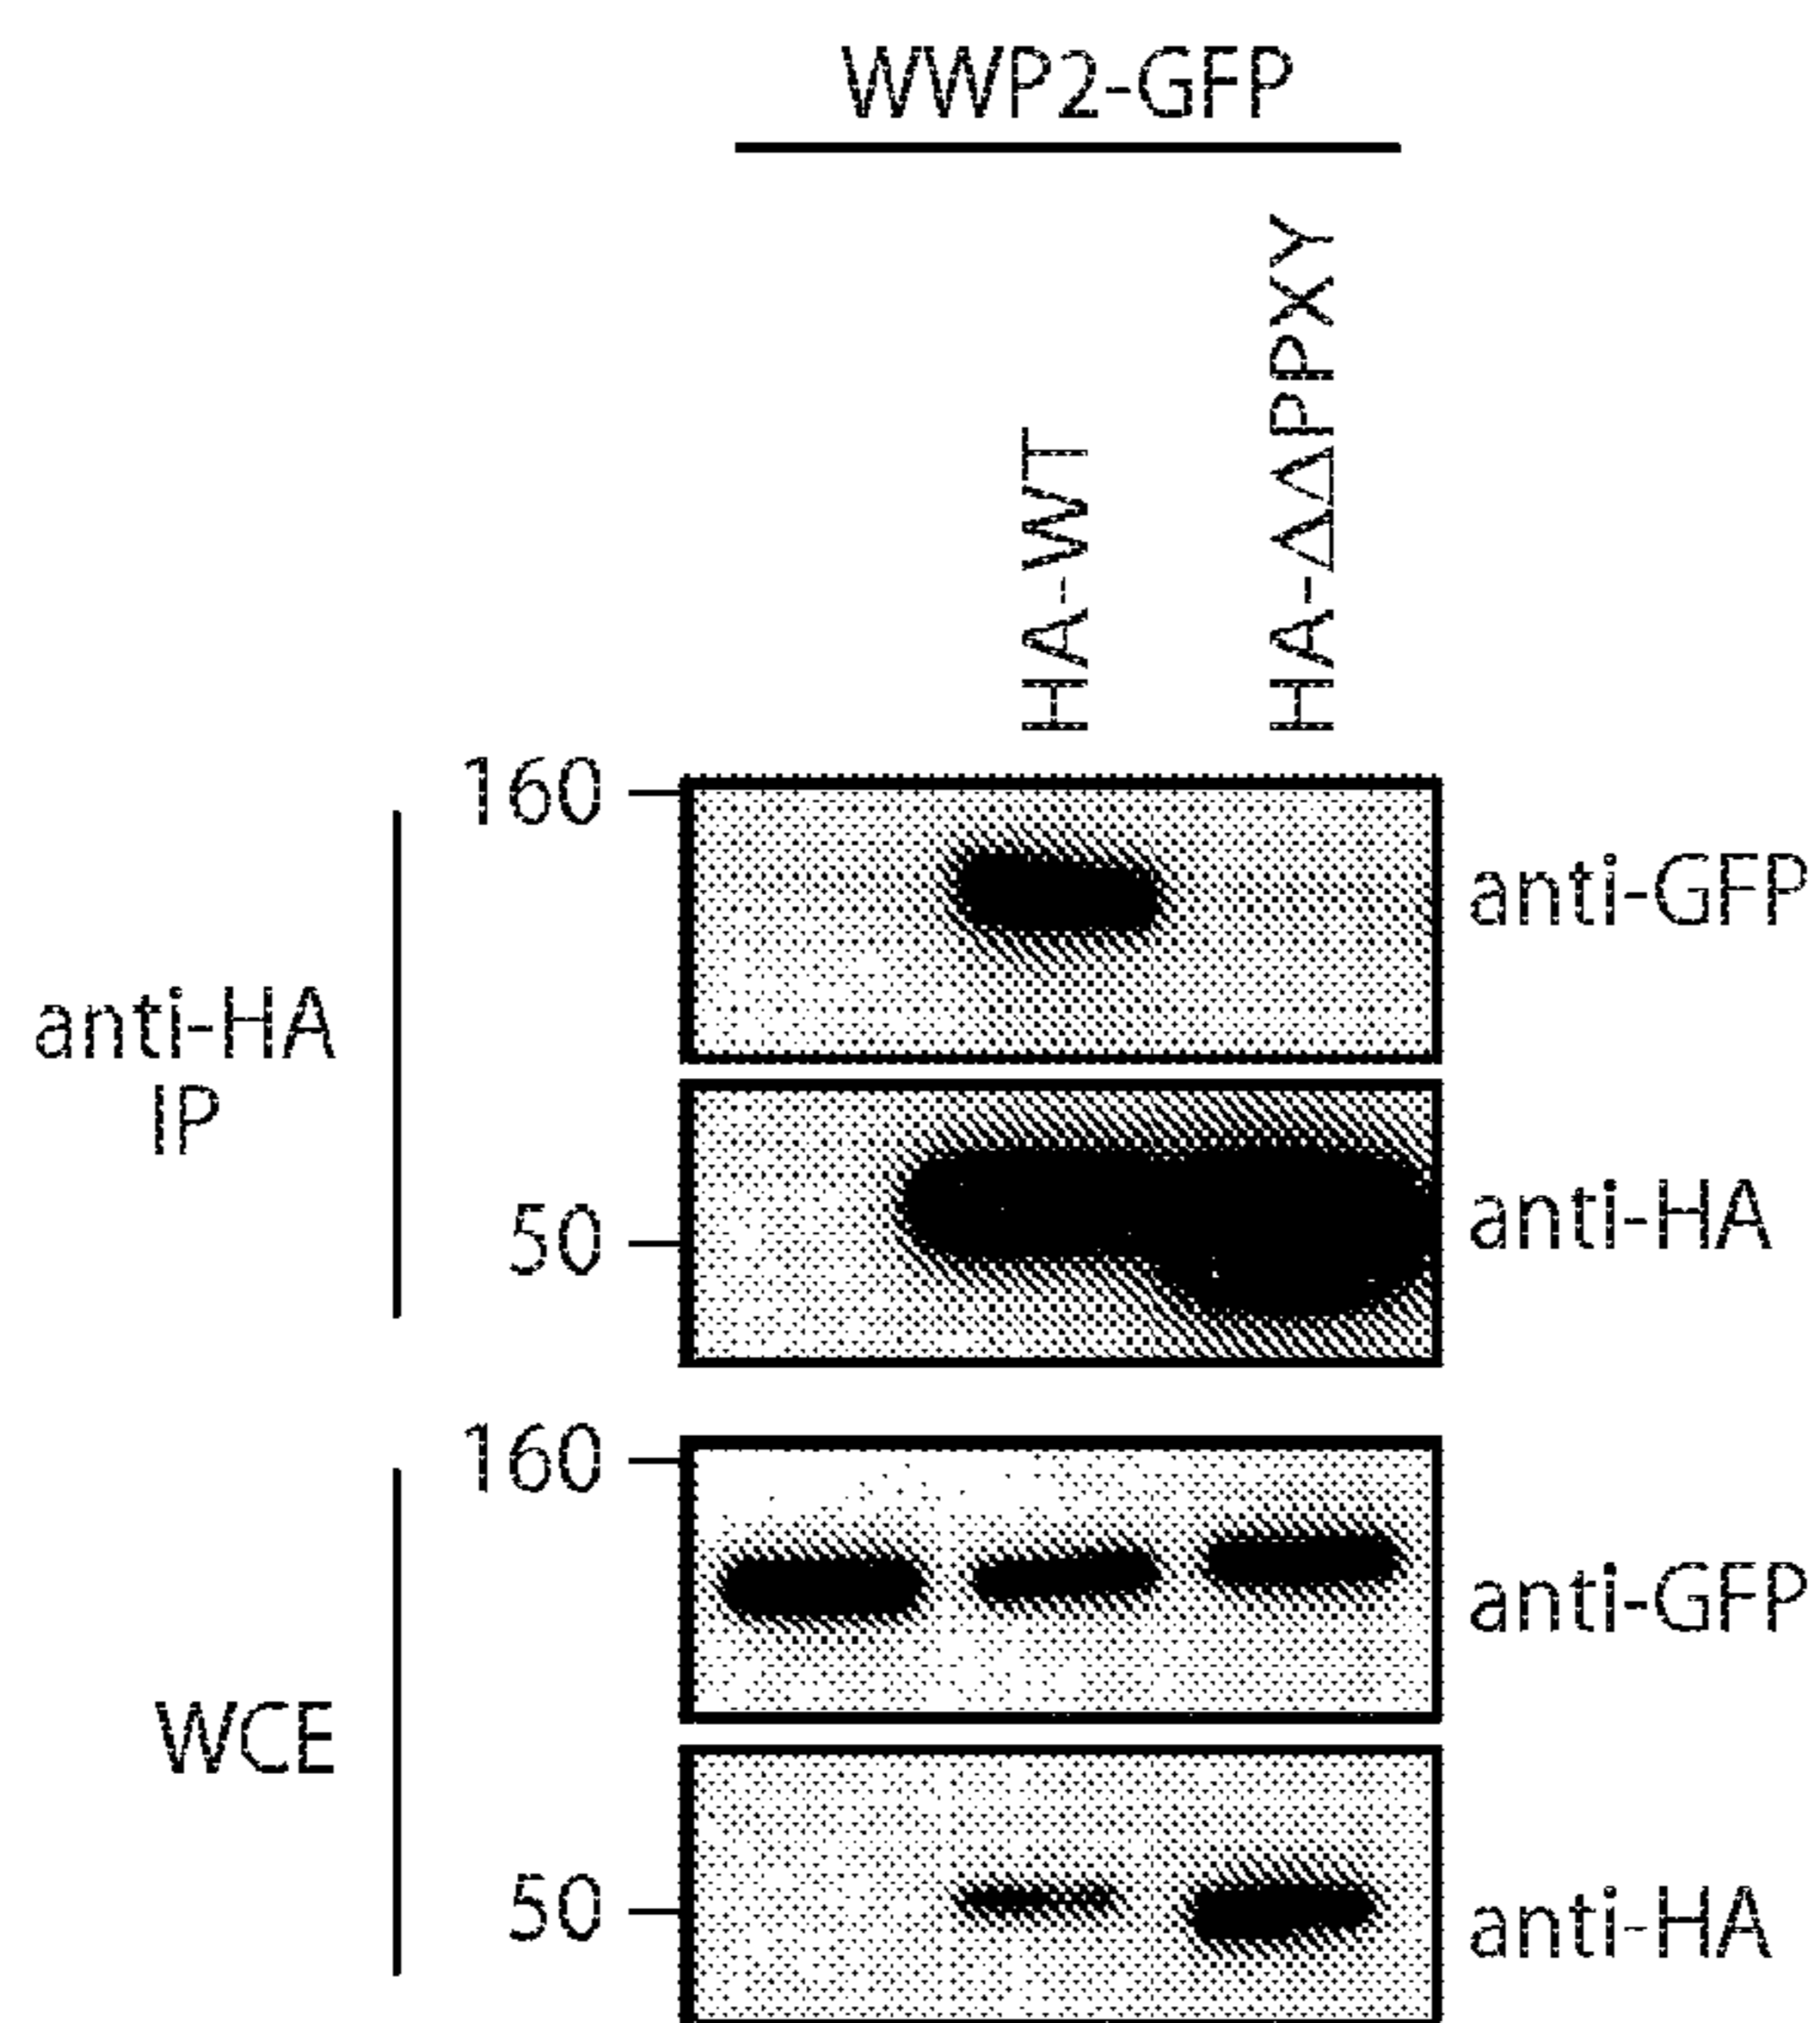 WWP2-GFP
HA-WT
HA-ΔΔPPXY
160
anti-GFP
anti-HA
IP
50
anti-HA
160
anti-GFP
WCE
50
anti-HA